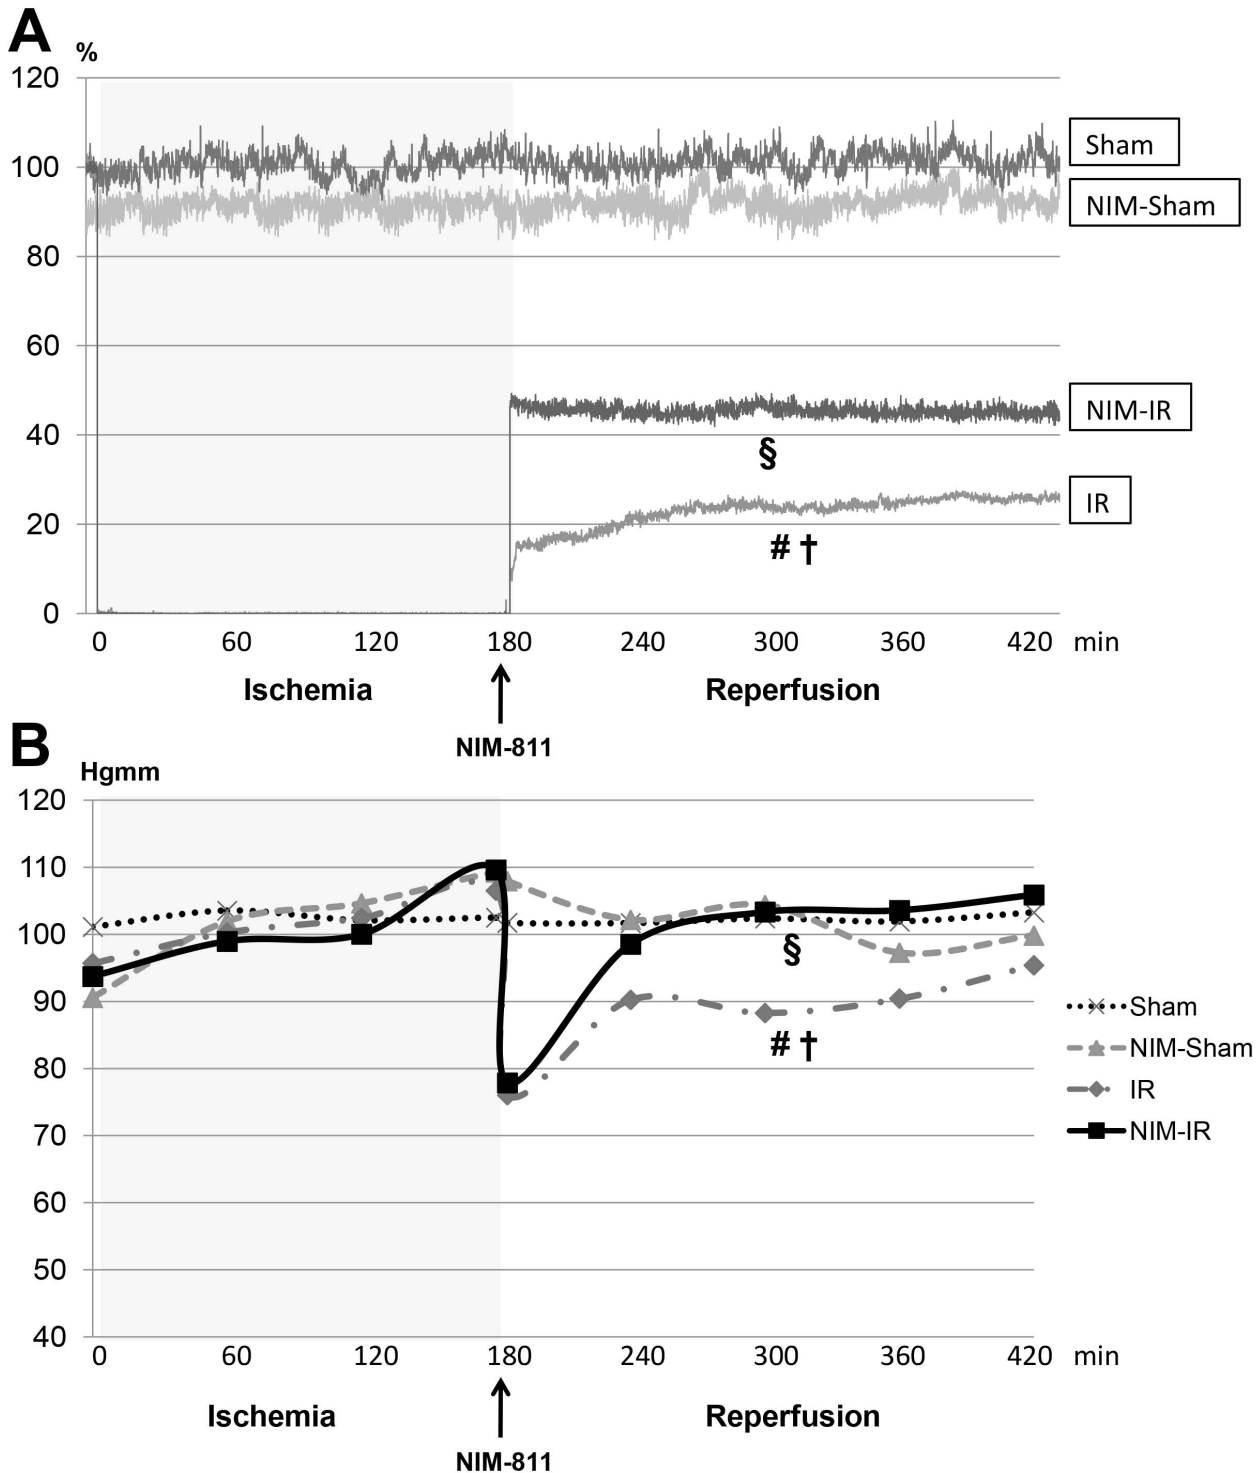 A
%
120
100
80
60
40
20
0
Sham
NIM-Sham
NIM-IR
§
IR
# †
0 60 120 180 240 300 360 420 min
Ischemia Reperfusion
NIM-811
B
Hgmm
120
110
100
90
80
70
60
50
40
§
# †
Sham
NIM-Sham
IR
NIM-IR
0 60 120 180 240 300 360 420 min
Ischemia Reperfusion
NIM-811